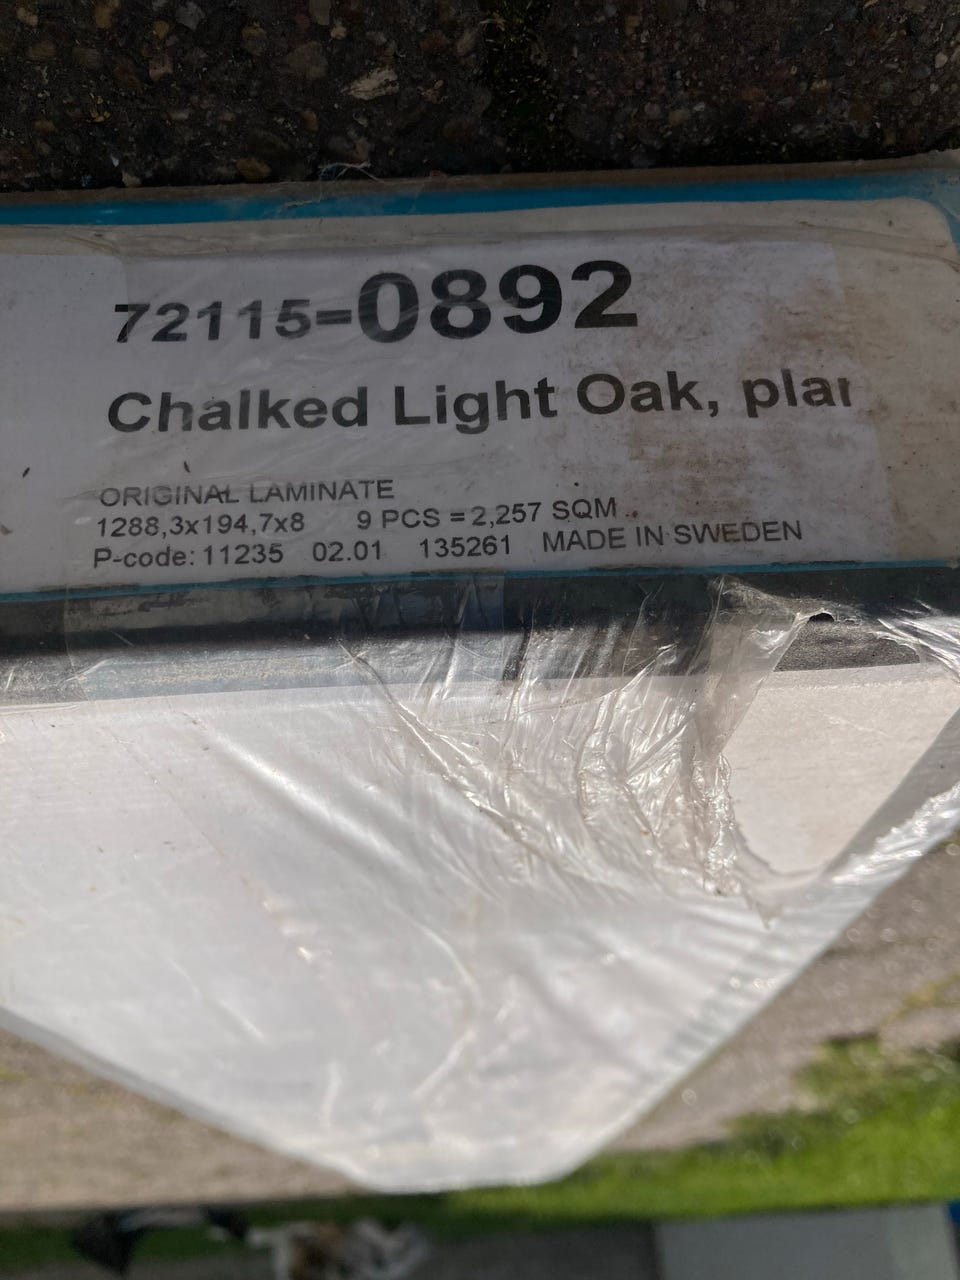 72115-0892
Chalked Light Oak,
ORIGINAL LAMINATE
1288,3x194,7x8 9 PCS = 2,257 SQM
P-code: 11235 02.01 135261 MADE IN SWEDEN